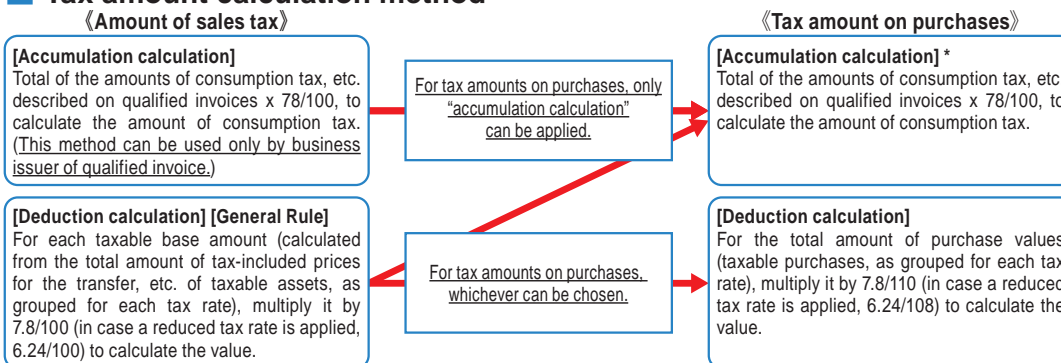 Tax amount calculation method
《Amount of sales tax》
[Accumulation calculation]
Total of the amounts of consumption tax, etc.
described on qualified invoices x 78/100, to
calculate the amount of consumption tax.
(This method can be used only by business
issuer of qualified invoice.)
[Deduction calculation] [General Rule]
For each taxable base amount (calculated
from the total amount of tax-included prices
for the transfer, etc. of taxable assets, as
grouped for each tax rate), multiply it by
7.8/100 (in case a reduced tax rate is applied,
6.24/100) to calculate the value.
For tax amounts on purchases, only
“accumulation calculation”
can be applied.
For tax amounts on purchases,
whichever can be chosen.
《Tax amount on purchases》
[Accumulation calculation] *
Total of the amounts of consumption tax, etc.
described on qualified invoices x 78/100, to
calculate the amount of consumption tax.
[Deduction calculation]
For the total amount of purchase values
(taxable purchases, as grouped for each tax
rate), multiply it by 7.8/110 (in case a reduced
tax rate is applied, 6.24/108) to calculate the
value.